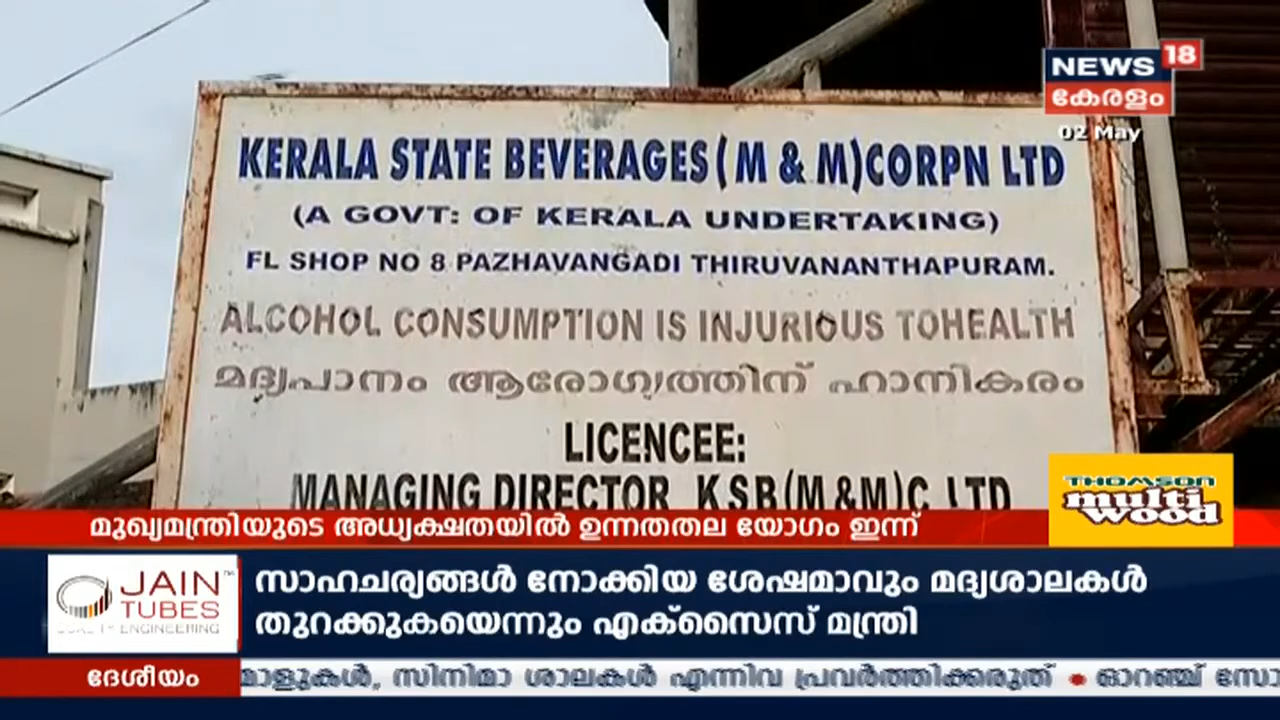 NEWS 18
കേരളം
02 May
KERALA STATE BEVERAGES (M & M) CORPN LTD
(A GOVT: OF KERALA UNDERTAKING)
FL SHOP NO 8 PAZHAVANGADI THIRUVANANTHAPURAM.
ALCOHOL CONSUMPTION IS INJURIOUS TOHEALTH
മദ്യപാനം ആരോഗ്യത്തിന് ഹാനികരം
LICENCEE:
MANAGING DIRECTOR K.S.B (M&M)C LTD
മുഖ്യമന്ത്രിയുടെ അധ്യക്ഷതയിൽ ഉന്നതതല യോഗം ഇന്ന്
THOMSON
multi
wood
JAIN
TUBES
QUALITY ENGINEERING
സാഹചര്യങ്ങൾ നോക്കിയ ശേഷമാവും മദ്യശാലകൾ
തുറക്കുകയെന്നും എക്സൈസ് മന്ത്രി
ദേശീയം
മാളുകൾ, സിനിമാ ശാലകൾ എന്നിവ പ്രവർത്തിക്കരുത് • ഓറഞ്ച്